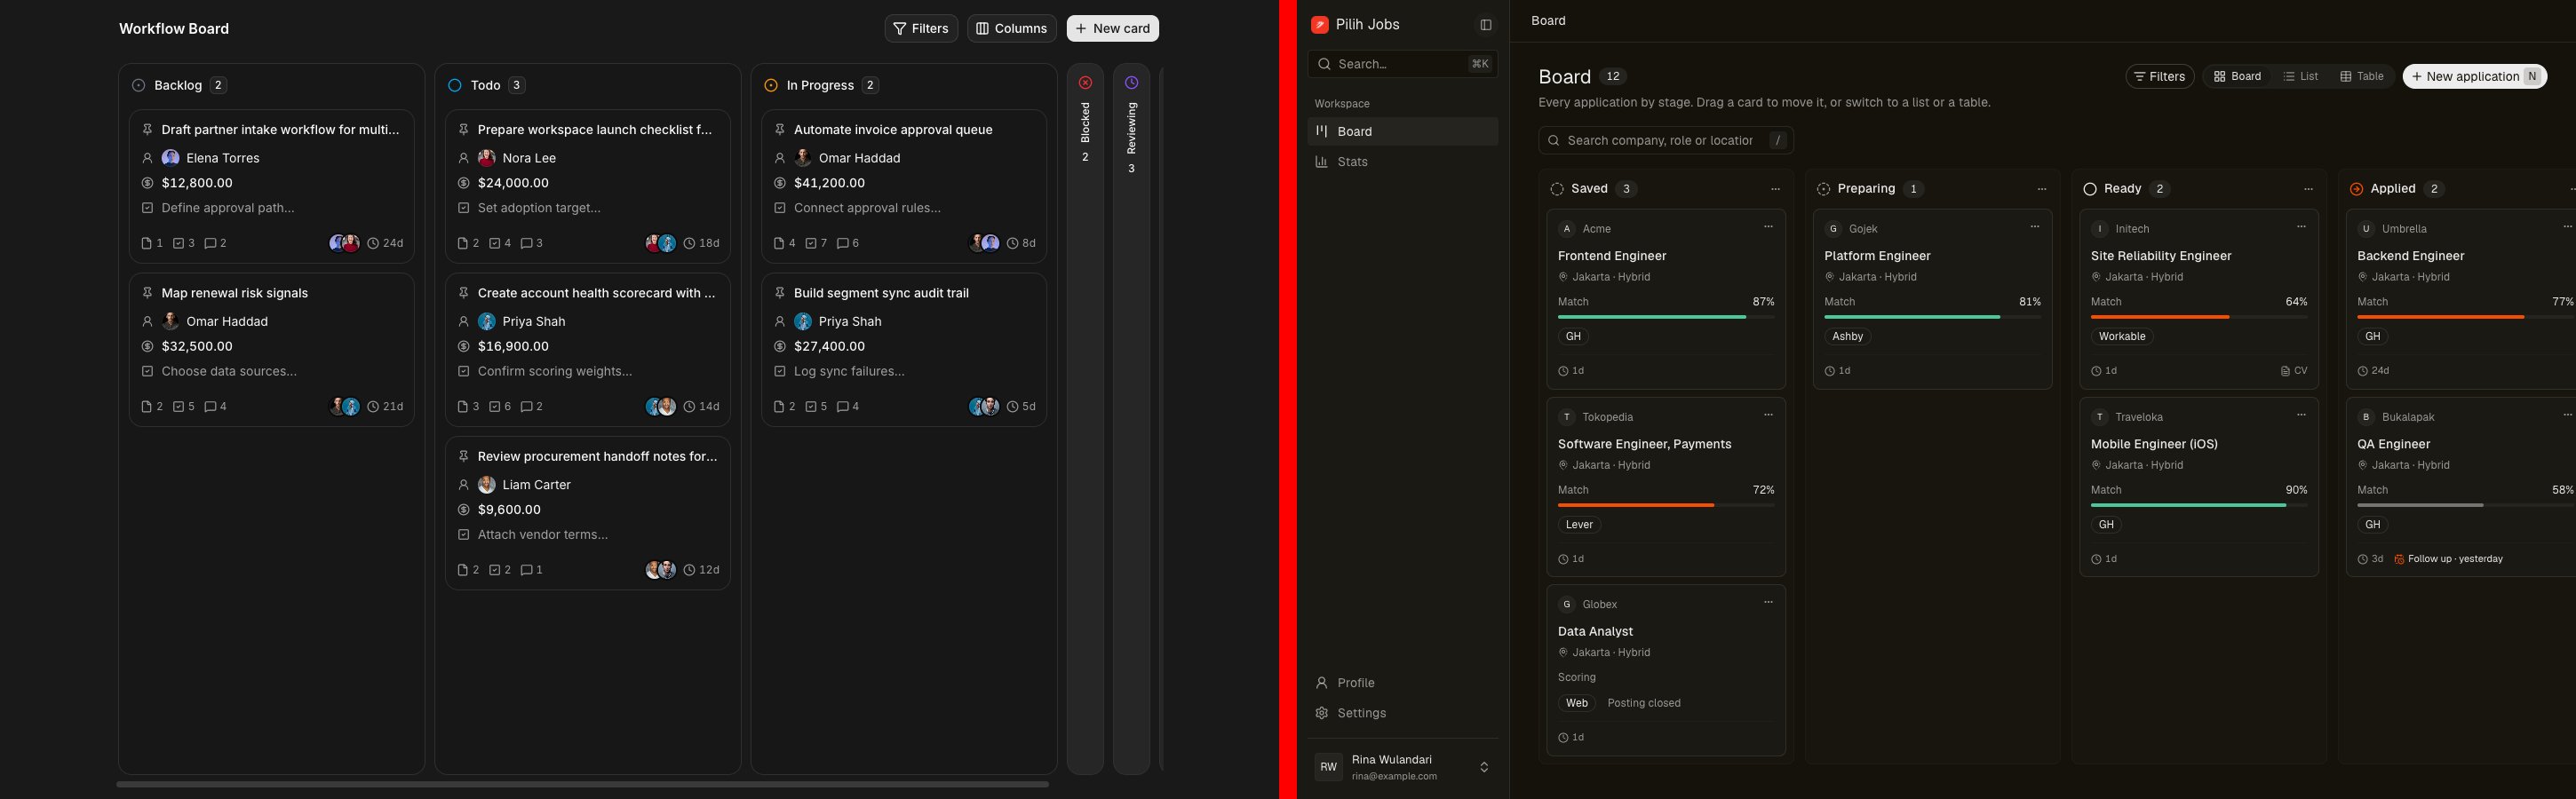 Workflow Board
Filters
Columns
New card
Backlog 2
Draft partner intake workflow for multi...
Elena Torres
$12,800.00
Define approval path...
1 3 2 24d
Map renewal risk signals
Omar Haddad
$32,500.00
Choose data sources...
2 5 4 21d
Todo 3
Prepare workspace launch checklist f...
Nora Lee
$24,000.00
Set adoption target...
2 4 3 18d
Create account health scorecard with ...
Priya Shah
$16,900.00
Confirm scoring weights...
3 6 2 14d
Review procurement handoff notes for...
Liam Carter
$9,600.00
Attach vendor terms...
2 2 1 12d
In Progress 2
Automate invoice approval queue
Omar Haddad
$41,200.00
Connect approval rules...
4 7 6 8d
Build segment sync audit trail
Priya Shah
$27,400.00
Log sync failures...
2 5 4 5d
Blocked 2
Reviewing 3
Pilih Jobs
Search... ⌘K
Workspace
Board
Stats
Profile
Settings
RW
Rina Wulandari
rina@example.com
Board
Board 12
Every application by stage. Drag a card to move it, or switch to a list or a table.
Filters
Board
List
Table
New application N
Search company, role or location /
Saved 3 ...
A Acme ...
Frontend Engineer
Jakarta · Hybrid
Match 87%
GH
1d
T Tokopedia ...
Software Engineer, Payments
Jakarta · Hybrid
Match 72%
Lever
1d
G Globex ...
Data Analyst
Jakarta · Hybrid
Scoring
Web Posting closed
1d
Preparing 1 ...
G Gojek ...
Platform Engineer
Jakarta · Hybrid
Match 81%
Ashby
1d
Ready 2 ...
I Initech ...
Site Reliability Engineer
Jakarta · Hybrid
Match 64%
Workable
1d CV
T Traveloka ...
Mobile Engineer (iOS)
Jakarta · Hybrid
Match 90%
GH
1d
Applied 2 ...
U Umbrella ...
Backend Engineer
Jakarta · Hybrid
Match 77%
GH
24d
B Bukalapak ...
QA Engineer
Jakarta · Hybrid
Match 58%
GH
3d Follow up · yesterday